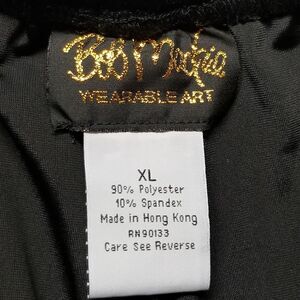 Bob Mackie
WEARABLE ART
XL
90% Polyester
10% Spandex
Made in Hong Kong
RN90133
Care See Reverse